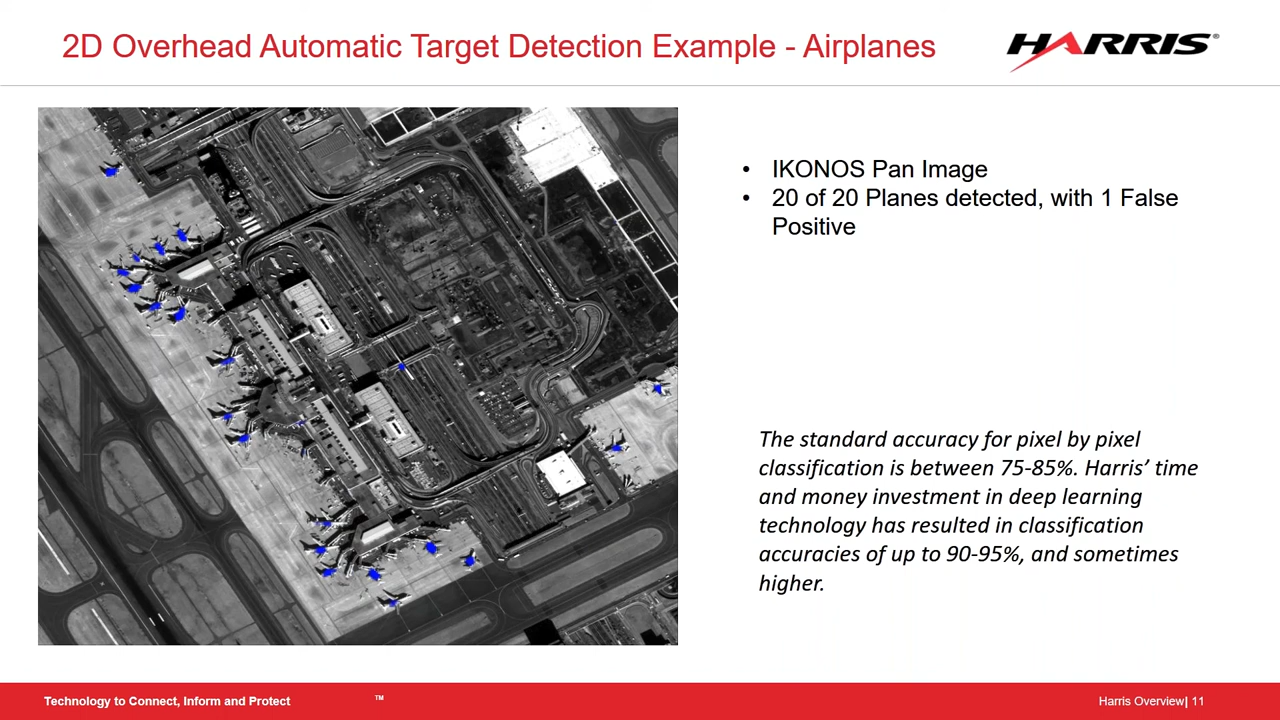 2D Overhead Automatic Target Detection Example - Airplanes
HARRIS®
• IKONOS Pan Image
• 20 of 20 Planes detected, with 1 False
Positive
The standard accuracy for pixel by pixel
classification is between 75-85%. Harris’ time
and money investment in deep learning
technology has resulted in classification
accuracies of up to 90-95%, and sometimes
higher.
Technology to Connect, Inform and Protect ™
Harris Overview| 11